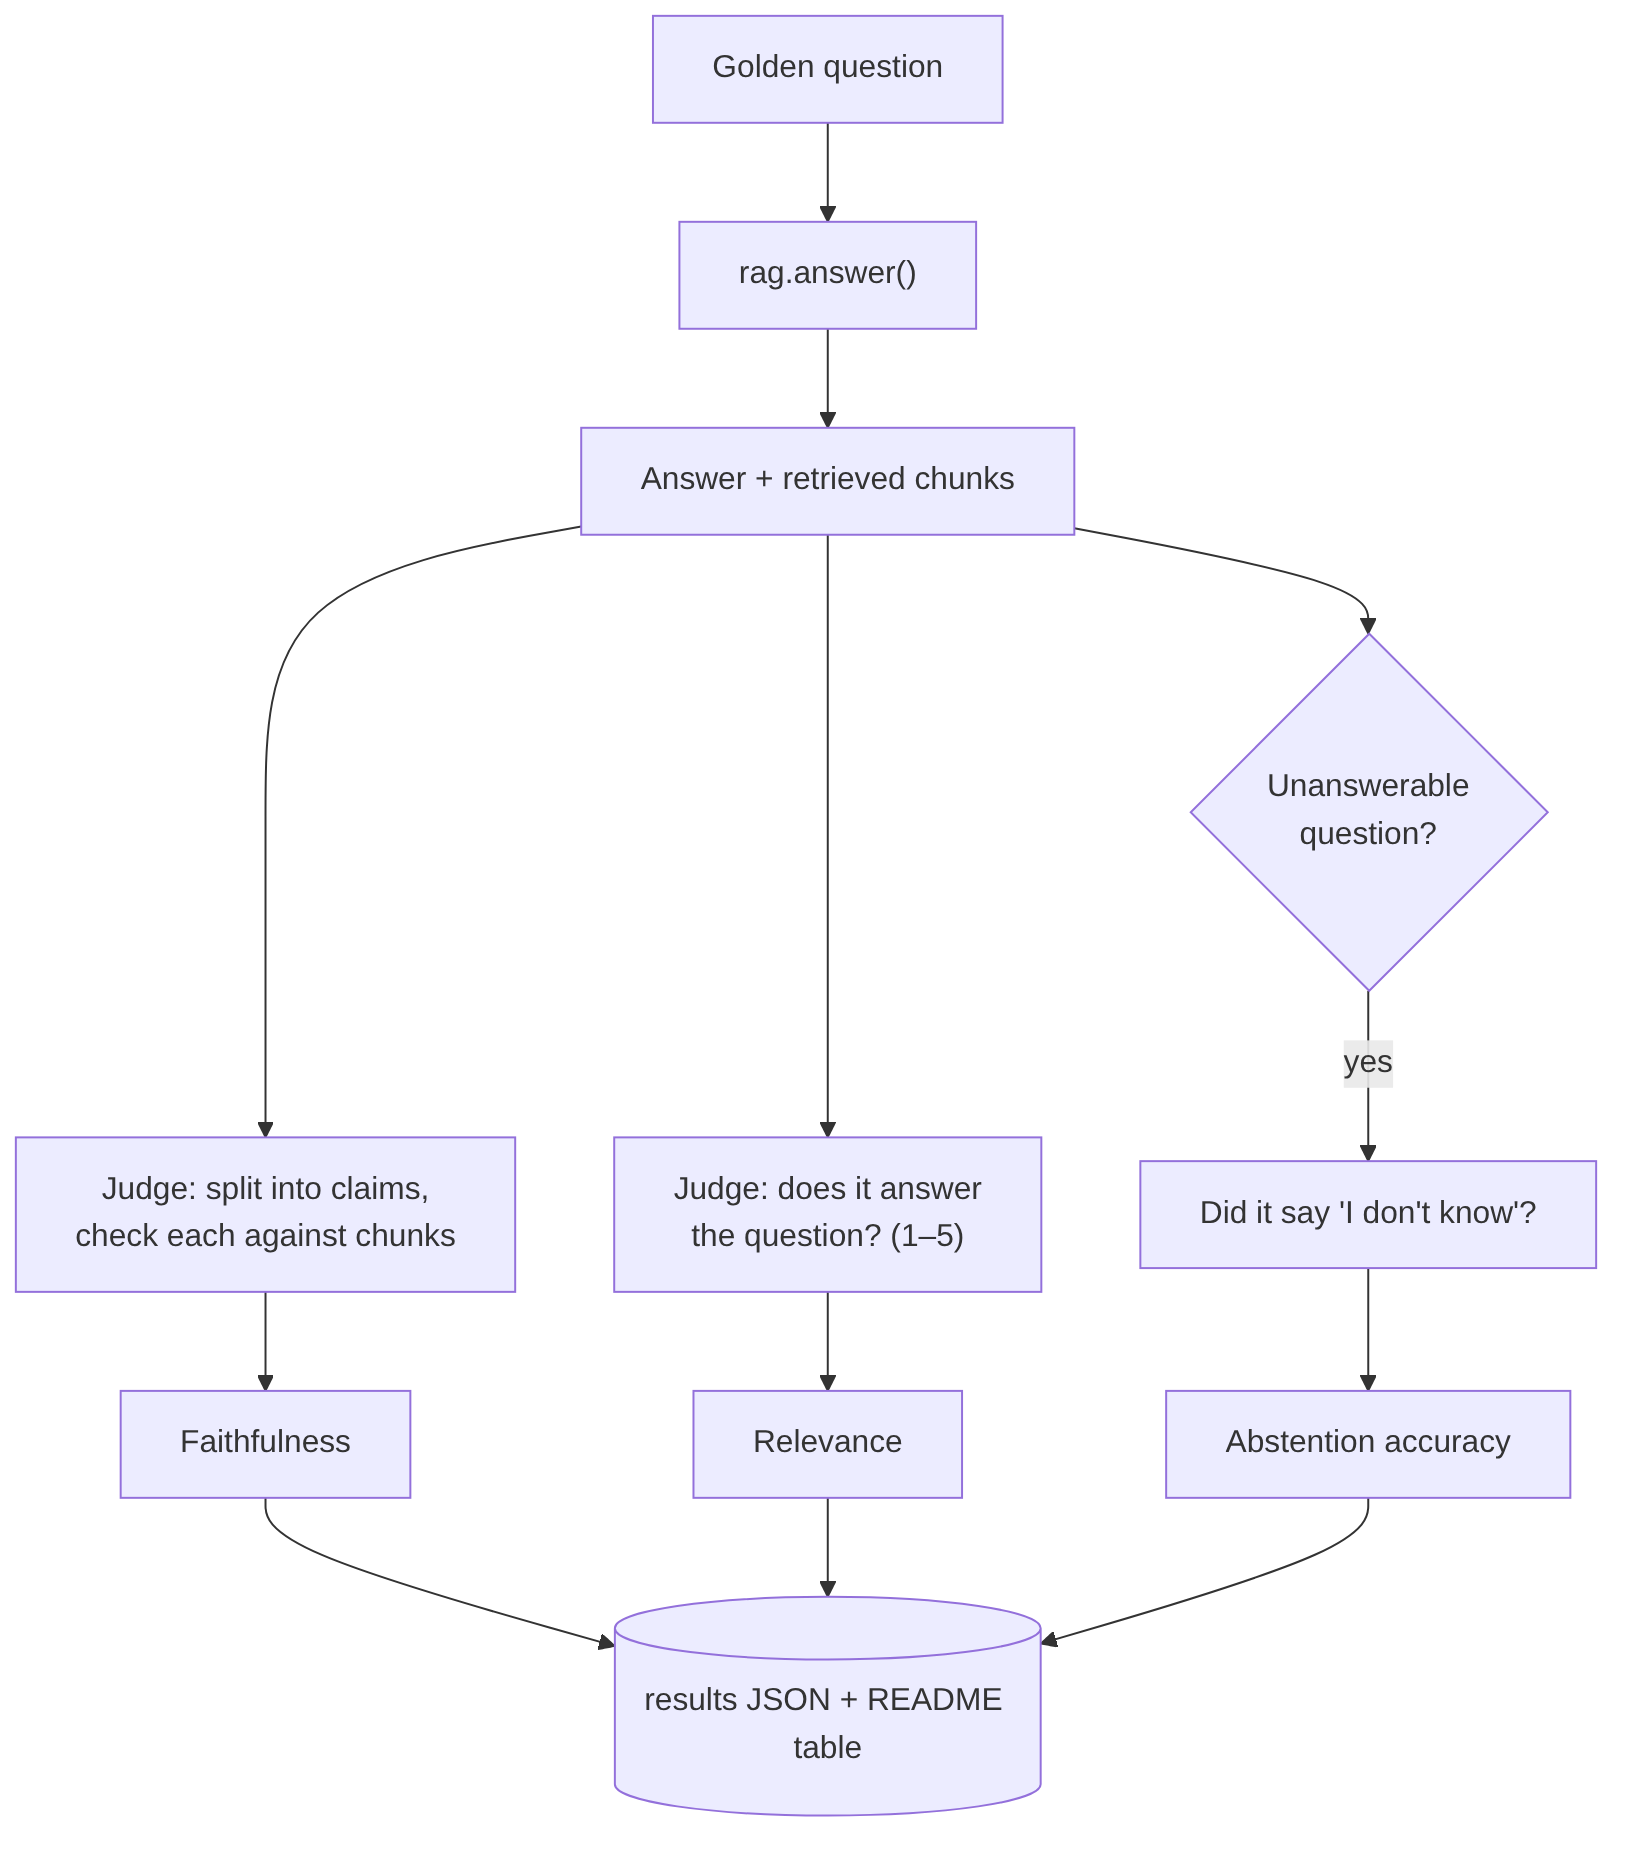 Golden question
rag.answer()
Answer + retrieved chunks
Unanswerable
question?
yes
Judge: split into claims,
check each against chunks
Judge: does it answer
the question? (1–5)
Did it say 'I don't know'?
Faithfulness
Relevance
Abstention accuracy
results JSON + README
table